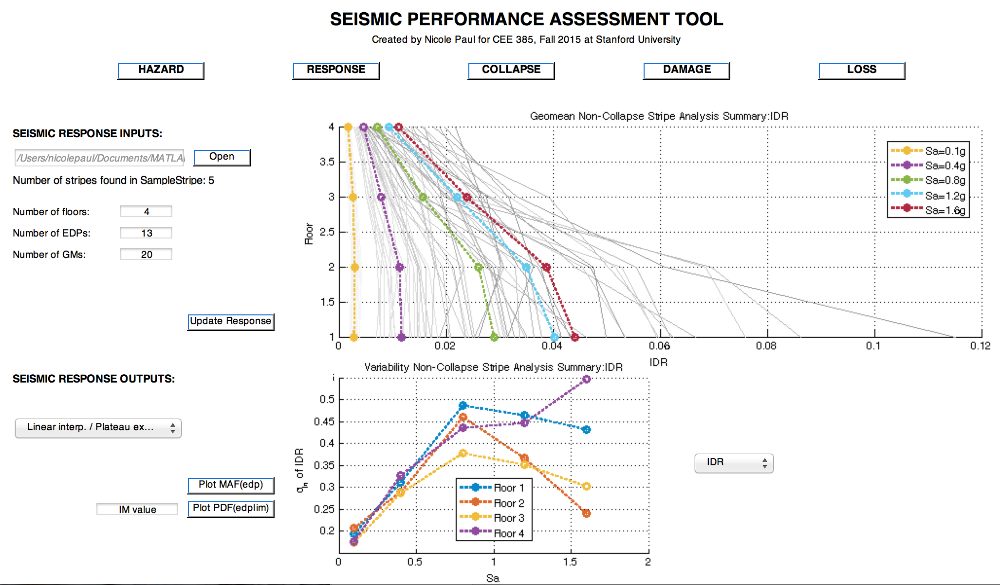 SEISMIC PERFORMANCE ASSESSMENT TOOL
Created by Nicole Paul for CEE 385, Fall 2015 at Stanford University
HAZARD
RESPONSE
COLLAPSE
DAMAGE
LOSS
SEISMIC RESPONSE INPUTS:
/Users/nicolepaul/Documents/MATLA
Open
Number of stripes found in SampleStripe: 5
Number of floors:
4
Number of EDPs:
13
Number of GMs:
20
Update Response
Geomean Non-Collapse Stripe Analysis Summary:IDR
4
3.5
3
2.5
2
1.5
1
Floor
0
0.02
0.04
0.06
0.08
0.1
0.12
IDR
Sa=0.1g
Sa=0.4g
Sa=0.8g
Sa=1.2g
Sa=1.6g
SEISMIC RESPONSE OUTPUTS:
Linear interp. / Plateau ex...
Plot MAF(edp)
IM value
Plot PDF(edp|im)
Variability Non-Collapse Stripe Analysis Summary:IDR
0.5
0.45
0.4
0.35
0.3
0.25
0.2
σln of IDR
0
0.5
1
1.5
2
Sa
Floor 1
Floor 2
Floor 3
Floor 4
IDR